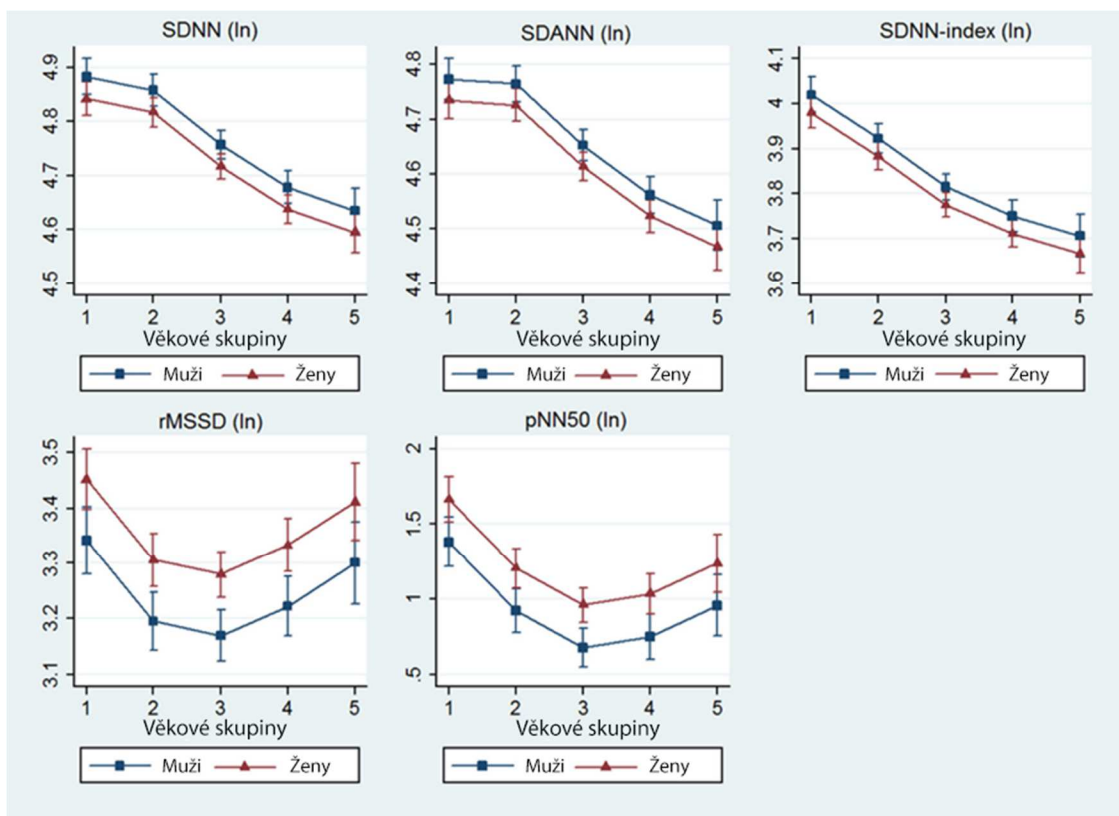 SDNN (ln)
4.9
4.8
4.7
4.6
4.5
1 2 3 4 5
Věkové skupiny
Muži Ženy
SDANN (ln)
4.8
4.7
4.6
4.5
4.4
1 2 3 4 5
Věkové skupiny
Muži Ženy
SDNN-index (ln)
4.1
4
3.9
3.8
3.7
3.6
1 2 3 4 5
Věkové skupiny
Muži Ženy
rMSSD (ln)
3.5
3.4
3.3
3.2
3.1
1 2 3 4 5
Věkové skupiny
Muži Ženy
pNN50 (ln)
2
1.5
1
.5
1 2 3 4 5
Věkové skupiny
Muži Ženy